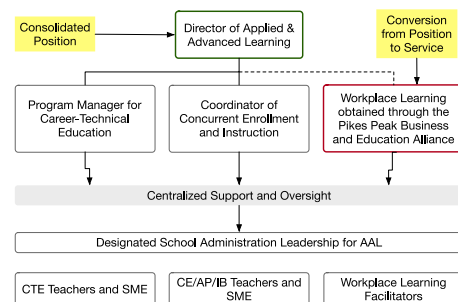 Consolidated
Position
Director of Applied &
Advanced Learning
Conversion
from Position
to Service
Program Manager for
Career-Technical
Education
Coordinator of
Concurrent Enrollment
and Instruction
Workplace Learning
obtained through the
Pikes Peak Business
and Education Alliance
Centralized Support and Oversight
Designated School Administration Leadership for AAL
CTE Teachers and SME
CE/AP/IB Teachers and
SME
Workplace Learning
Facilitators